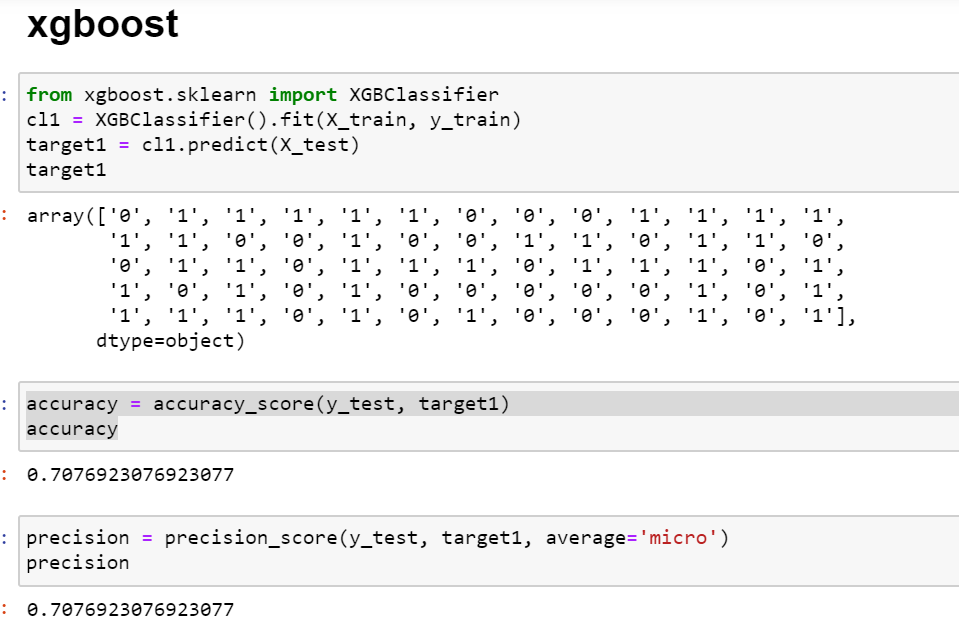 xgboost
: from xgboost.sklearn import XGBClassifier
cl1 = XGBClassifier().fit(X_train, y_train)
target1 = cl1.predict(X_test)
target1
: array(['0', '1', '1', '1', '1', '1', '0', '0', '0', '1', '1', '1', '1',
'1', '1', '0', '0', '1', '0', '0', '1', '1', '0', '1', '1', '0',
'0', '1', '1', '0', '1', '1', '1', '0', '1', '1', '1', '0', '1',
'1', '0', '1', '0', '1', '0', '0', '0', '0', '0', '1', '0', '1',
'1', '1', '1', '0', '1', '0', '1', '0', '0', '0', '1', '0', '1'],
dtype=object)
: accuracy = accuracy_score(y_test, target1)
accuracy
: 0.7076923076923077
: precision = precision_score(y_test, target1, average='micro')
precision
: 0.7076923076923077